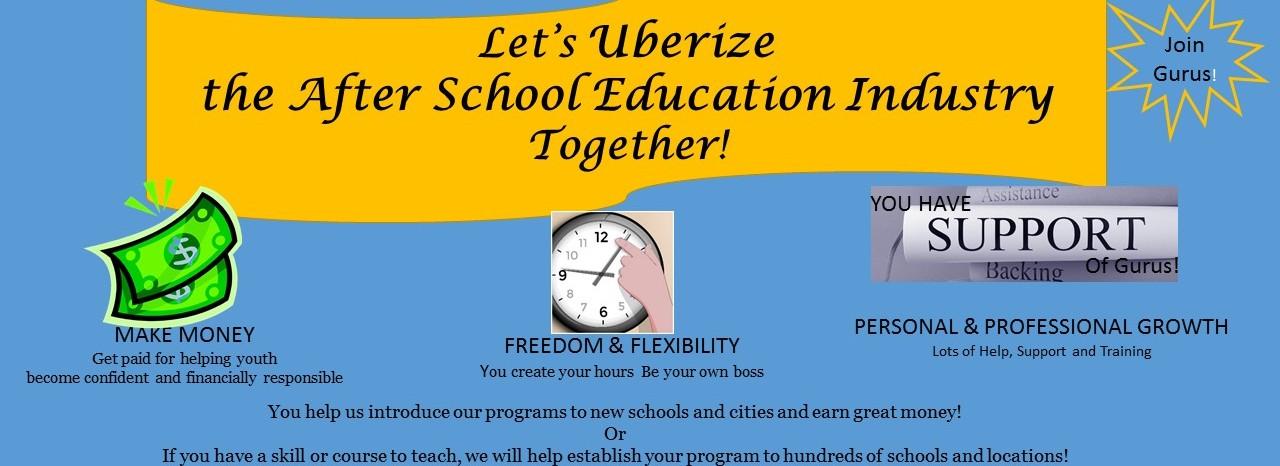 Let's Uberize
the After School Education Industry
Together!
Join
Gurus!
YOU HAVE
Assistance
SUPPORT
Backing
Of Gurus!
12
11
10
9
8
7
6
5
MAKE MONEY
Get paid for helping youth
become confident and financially responsible
FREEDOM & FLEXIBILITY
You create your hours Be your own boss
PERSONAL & PROFESSIONAL GROWTH
Lots of Help, Support and Training
You help us introduce our programs to new schools and cities and earn great money!
Or
If you have a skill or course to teach, we will help establish your program to hundreds of schools and locations!